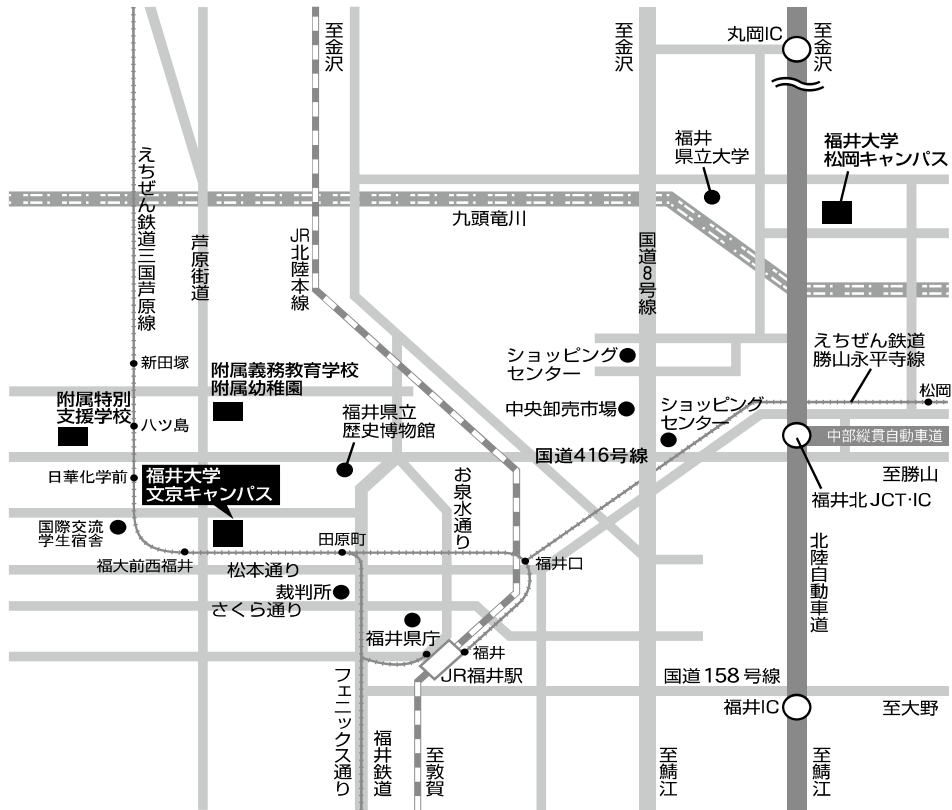 至金沢
至金沢
丸岡IC
至金沢
福井
県立大学
福井大学
松岡キャンパス
えちぜん鉄道三国芦原線
芦原街道
JR北陸本線
九頭竜川
国道8号線
新田塚
附属義務教育学校
附属幼稚園
ショッピング
センター
えちぜん鉄道
勝山永平寺線
松岡
附属特別
支援学校
八ツ島
福井県立
歴史博物館
中央卸売市場
ショッピング
センター
中部縦貫自動車道
国道416号線
至勝山
日華化学前
福井大学
文京キャンパス
お泉水通り
福井北JCT・IC
国際交流
学生宿舎
田原町
福大前西福井
松本通り
福井口
北陸自動車道
裁判所
さくら通り
福井県庁
福井
JR福井駅
国道158号線
フェニックス通り
福井鉄道
至敦賀
福井IC
至大野
至鯖江
至鯖江